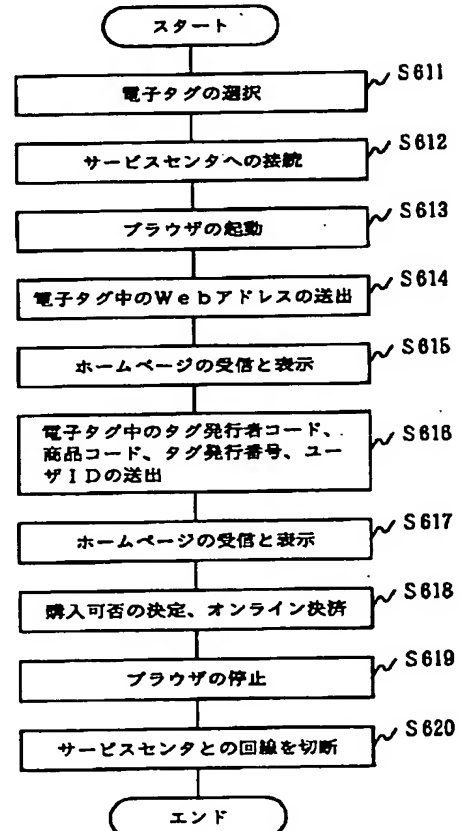 スタート
電子タグの選択
S611
サービスセンタへの接続
S612
ブラウザの起動
S613
電子タグ中のWebアドレスの送出
S614
ホームページの受信と表示
S615
電子タグ中のタグ発行者コード、
商品コード、タグ発行番号、ユー
ザIDの送出
S616
ホームページの受信と表示
S617
購入可否の決定、オンライン決済
S618
ブラウザの停止
S619
サービスセンタとの回線を切断
S620
エンド